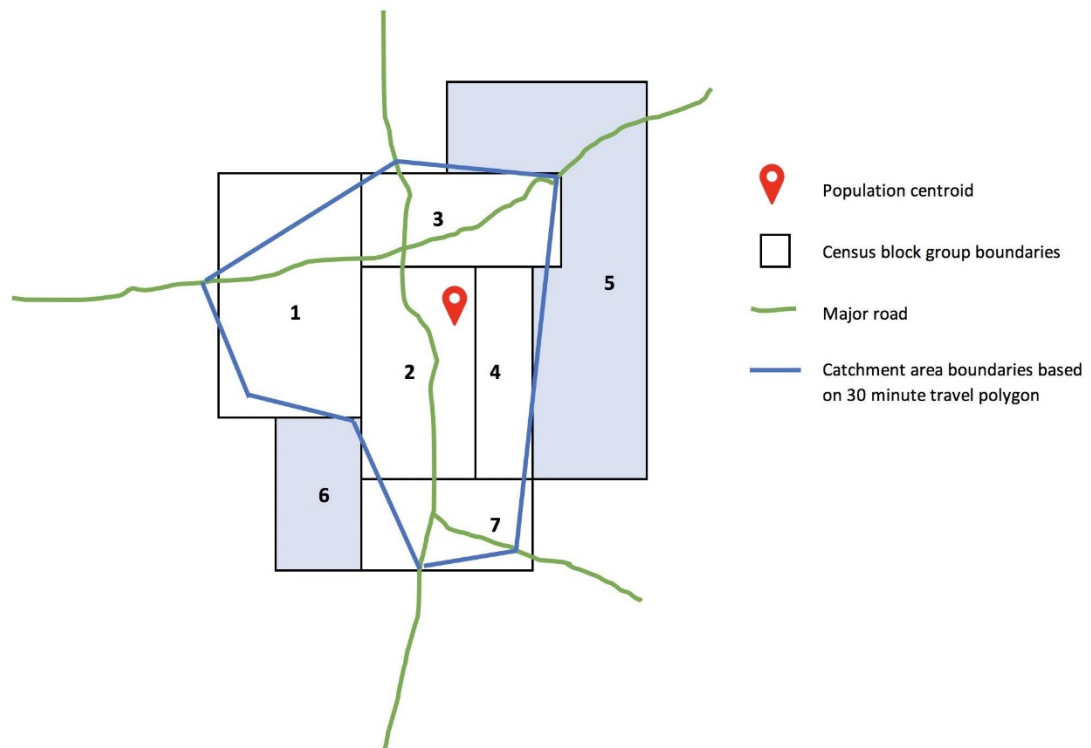 3
5
1
2
4
6
7
Population centroid
Census block group boundaries
Major road
Catchment area boundaries based
on 30 minute travel polygon